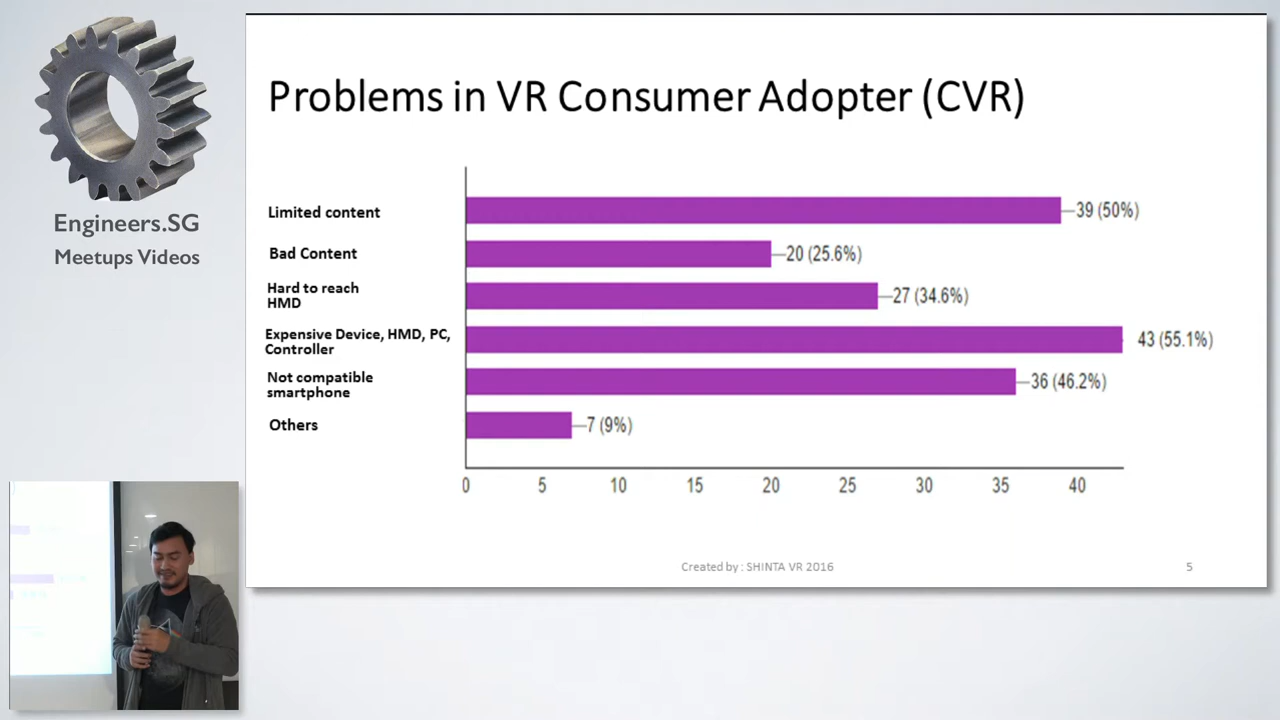 Engineers.SG
Meetups Videos
Problems in VR Consumer Adopter (CVR)
Limited content
39 (50%)
Bad Content
20 (25.6%)
Hard to reach
HMD
27 (34.6%)
Expensive Device, HMD, PC,
Controller
43 (55.1%)
Not compatible
smartphone
36 (46.2%)
Others
7 (9%)
0 5 10 15 20 25 30 35 40
Created by : SHINTA VR 2016
5